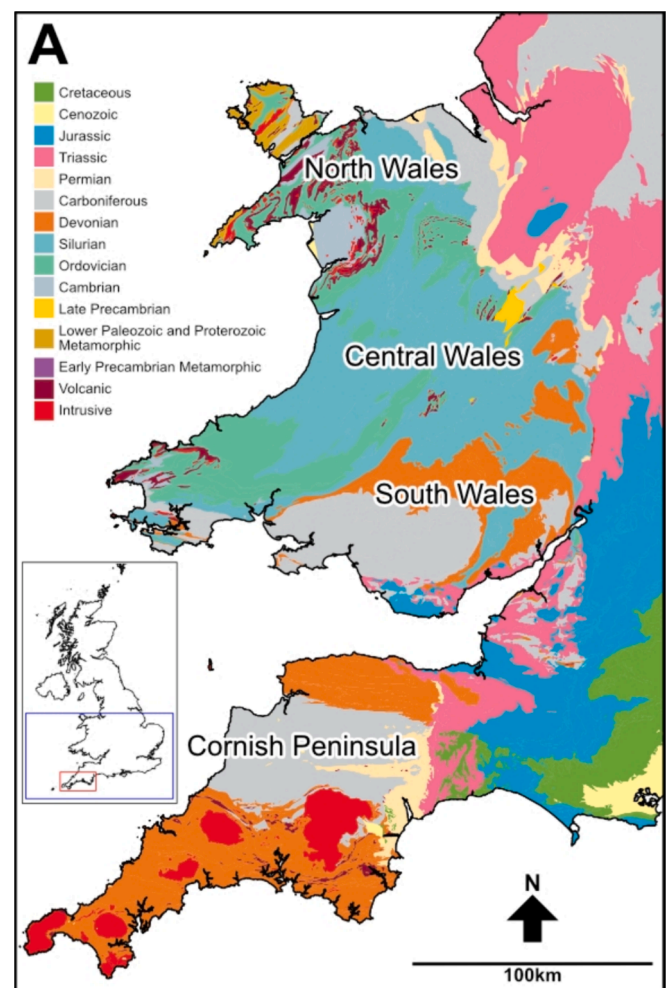 A
Cretaceous
Cenozoic
Jurassic
Triassic
Permian
Carboniferous
Devonian
Silurian
Ordovician
Cambrian
Late Precambrian
Lower Paleozoic and Proterozoic
Metamorphic
Early Precambrian Metamorphic
Volcanic
Intrusive
North Wales
Central Wales
South Wales
Cornish Peninsula
N
100km